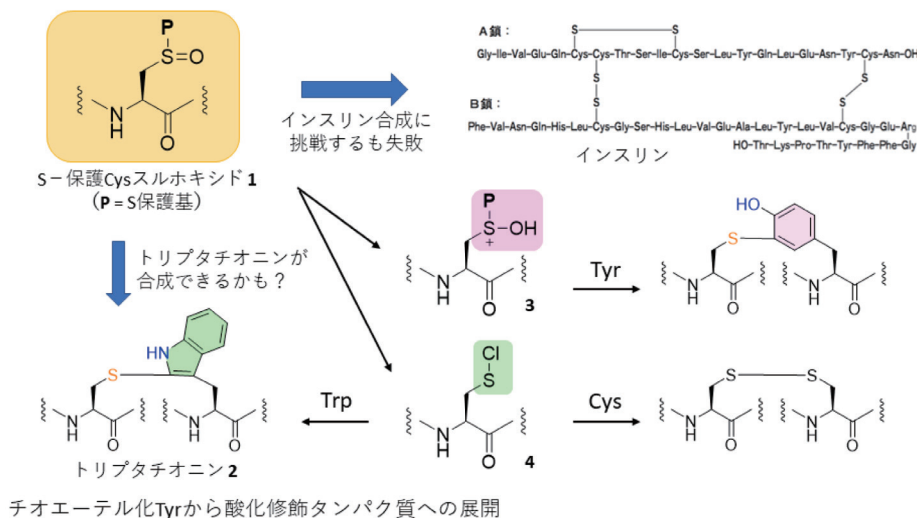 P
S=O
N
H
O
S－保護Cysスルホキシド 1
（P = S保護基）
インスリン合成に
挑戦するも失敗
A鎖：
S S
Gly-Ile-Val-Glu-Gln-Cys-Cys-Thr-Ser-Ile-Cys-Ser-Leu-Tyr-Gln-Leu-Glu-Asn-Tyr-Cys-Asn-OH
S S
S S
B鎖：
Phe-Val-Asn-Gln-His-Leu-Cys-Gly-Ser-His-Leu-Val-Glu-Ala-Leu-Tyr-Leu-Val-Cys-Gly-Glu-Arg
HO-Thr-Lys-Pro-Thr-Tyr-Phe-Phe-Gly
インスリン
トリプタチオニンが
合成できるかも？
P
S-OH
+
N
H
O
3
Tyr
HO
S
N
H
O
N
H
O
Cl
S
N
H
O
4
Trp
Cys
HN
S
N
H
O
N
H
O
トリプタチオニン 2
S S
N
H
O
N
H
O
チオエーテル化Tyrから酸化修飾タンパク質への展開